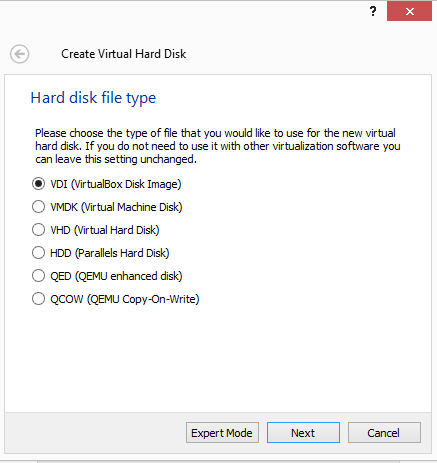 ?
Create Virtual Hard Disk
Hard disk file type
Please choose the type of file that you would like to use for the new virtual
hard disk. If you do not need to use it with other virtualization software you
can leave this setting unchanged.
VDI (VirtualBox Disk Image)
VMDK (Virtual Machine Disk)
VHD (Virtual Hard Disk)
HDD (Parallels Hard Disk)
QED (QEMU enhanced disk)
QCOW (QEMU Copy-On-Write)
Expert Mode Next Cancel